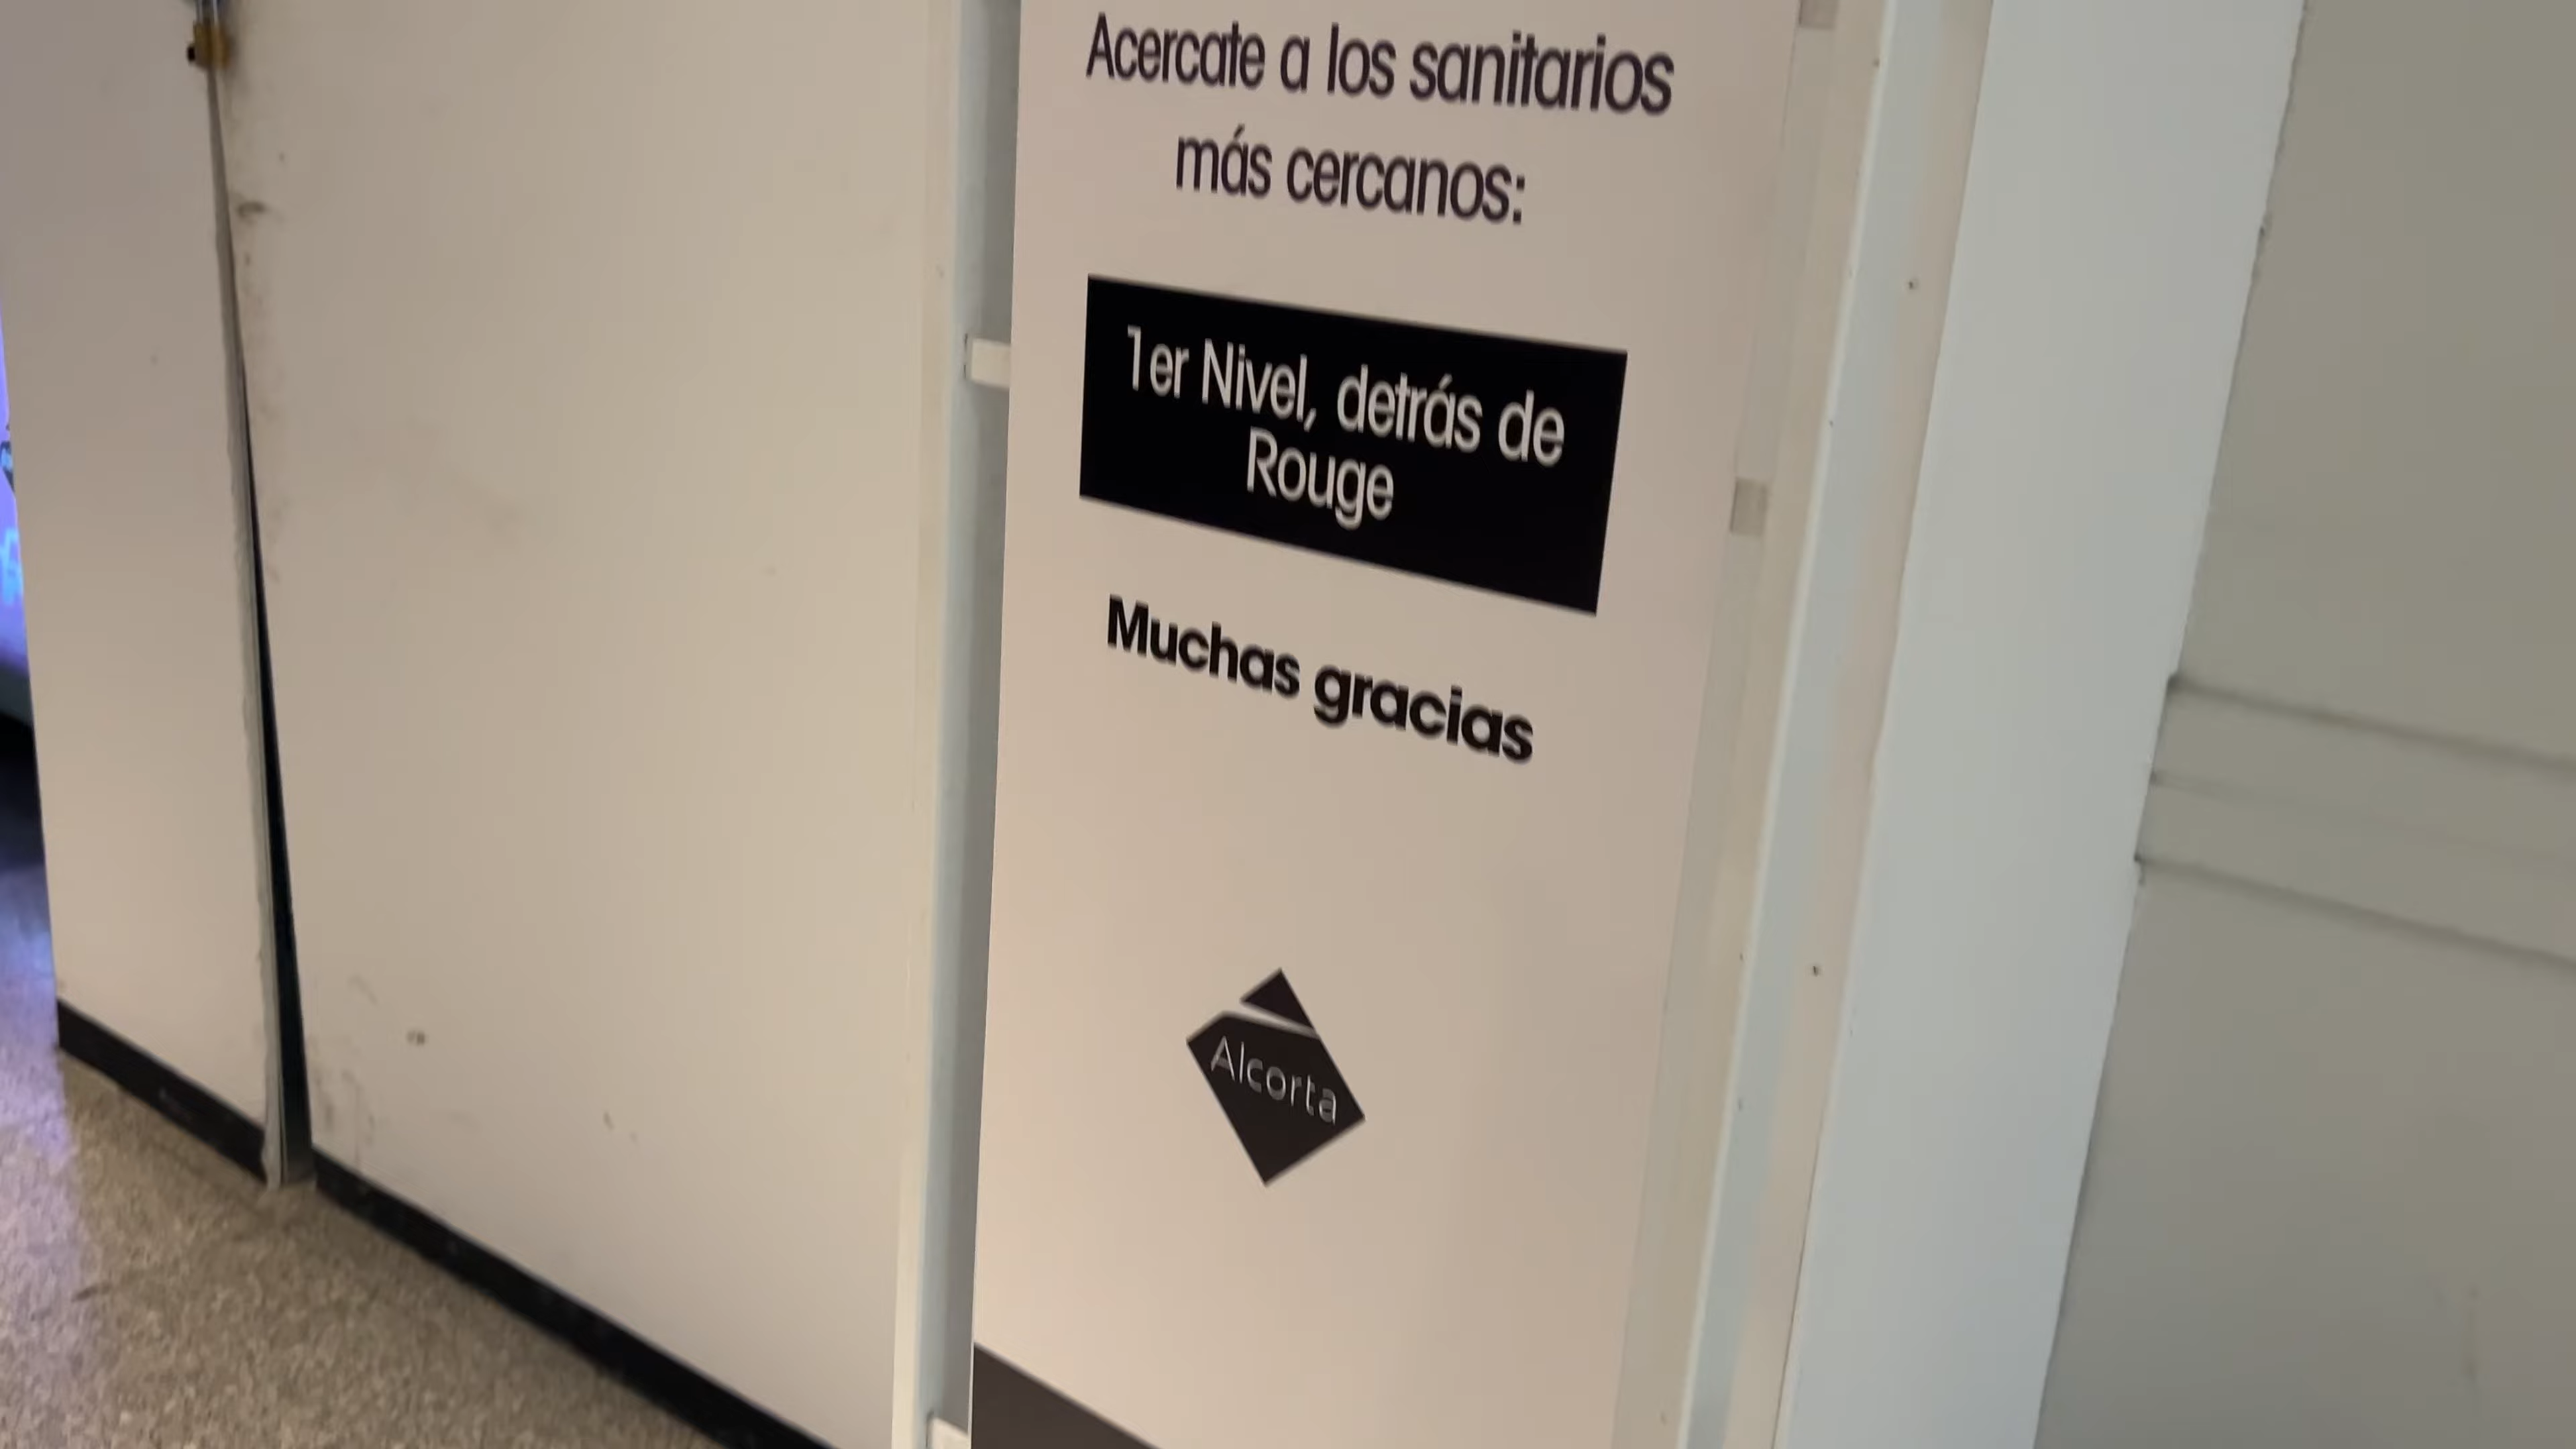 Acercate a los sanitarios
más cercanos:
1er Nivel, detrás de
Rouge
Muchas gracias
Alcorta